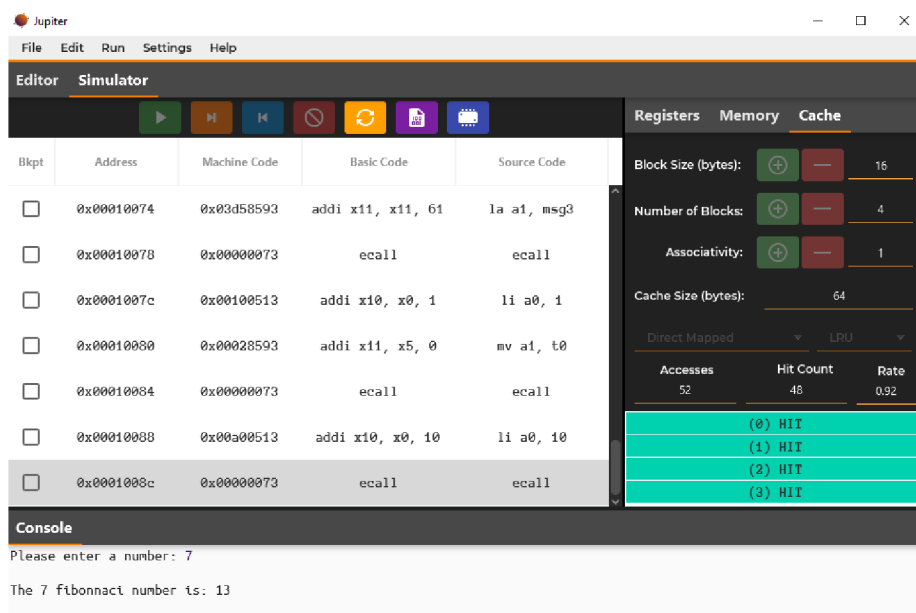 Jupiter
File Edit Run Settings Help
Editor Simulator
Registers Memory Cache
Bkpt Address Machine Code Basic Code Source Code
0x00010074 0x03d58593 addi x11, x11, 61 la a1, msg3
0x00010078 0x00000073 ecall ecall
0x0001007c 0x00100513 addi x10, x0, 1 li a0, 1
0x00010080 0x00028593 addi x11, x5, 0 mv a1, t0
0x00010084 0x00000073 ecall ecall
0x00010088 0x00a00513 addi x10, x0, 10 li a0, 10
0x0001008c 0x00000073 ecall ecall
Block Size (bytes): 16
Number of Blocks: 4
Associativity: 1
Cache Size (bytes): 64
Direct Mapped LRU
Accesses Hit Count Rate
52 48 0.92
(0) HIT
(1) HIT
(2) HIT
(3) HIT
Console
Please enter a number: 7
The 7 fibonnaci number is: 13